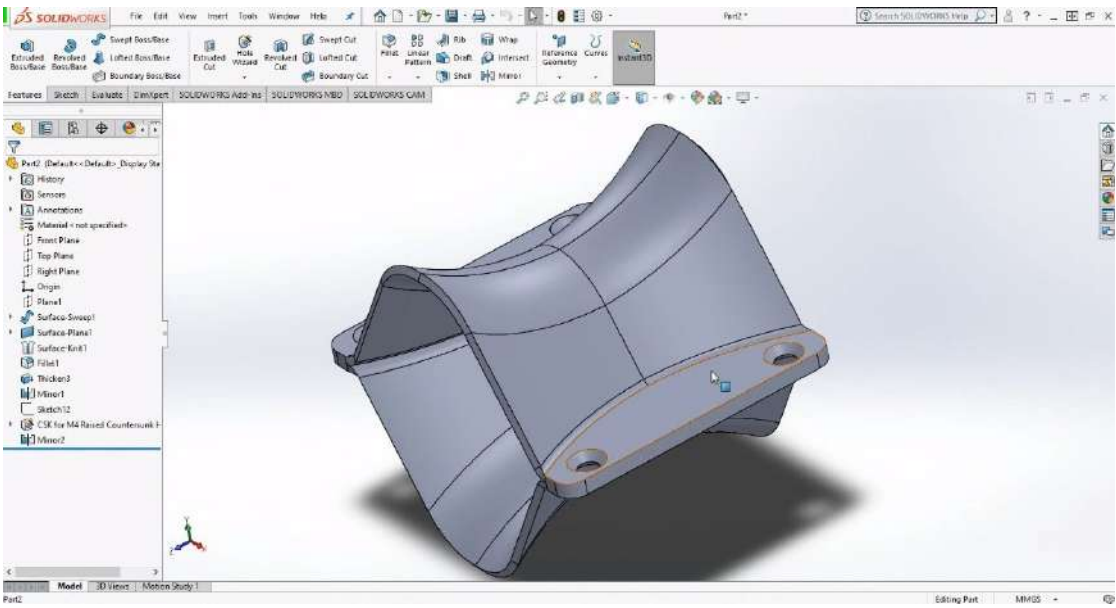 SOLIDWORKS
File Edit View Insert Tools Window Help
Part2 *
Search SOLIDWORKS Help
Extruded Boss/Base
Revolved Boss/Base
Swept Boss/Base
Lofted Boss/Base
Boundary Boss/Base
Extruded Cut
Hole Wizard
Revolved Cut
Swept Cut
Lofted Cut
Boundary Cut
Fillet
Linear Pattern
Rib
Draft
Shell
Wrap
Intersect
Mirror
Reference Geometry
Curves
Instant3D
Features Sketch Evaluate DimXpert SOLIDWORKS Add-Ins SOLIDWORKS MBD SOLIDWORKS CAM
Part2 (Default<<Default>_Display Sta
History
Sensors
Annotations
Material <not specified>
Front Plane
Top Plane
Right Plane
Origin
Plane1
Surface-Sweep1
Surface-Plane1
Surface-Knit1
Fillet1
Thicken3
Mirror1
Sketch12
CSK for M4 Raised Countersunk H
Mirror2
Model 3D Views Motion Study 1
Part2
Editing Part
MMGS